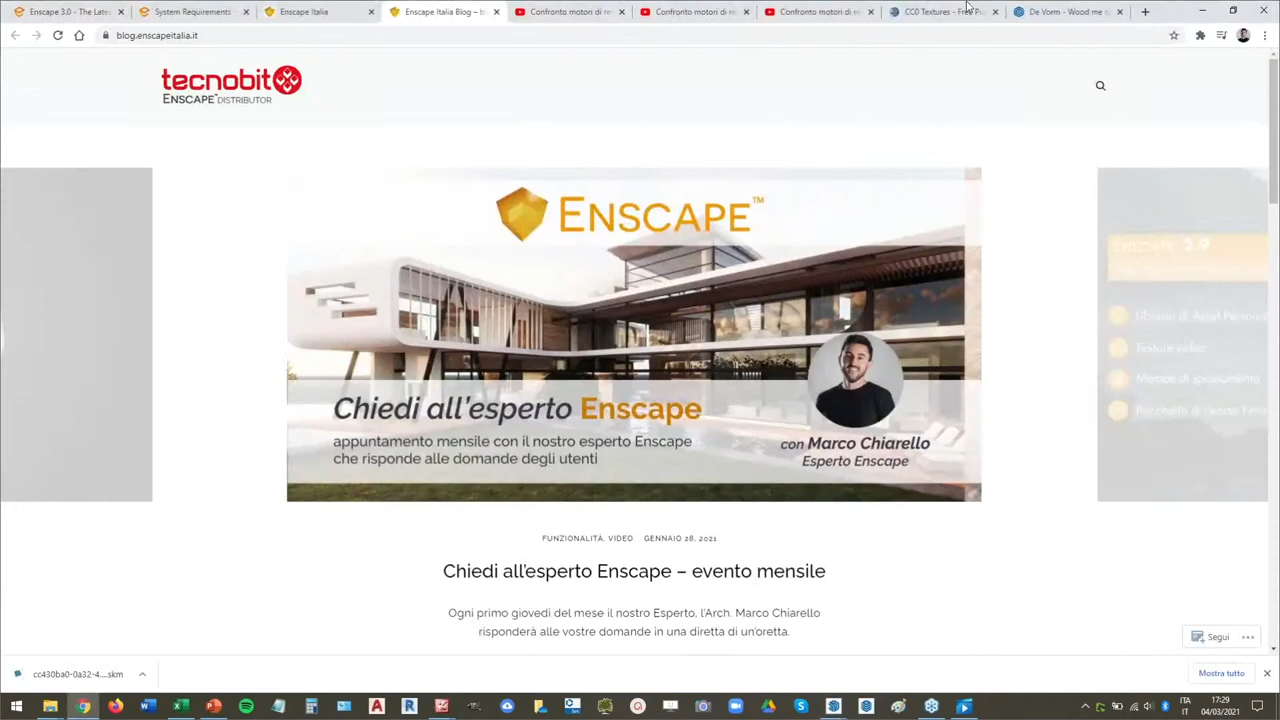 Enscape 3.0 - The Late
System Requirements
Enscape Italia
Enscape Italia Blog – b
Confronto motori di re
Confronto motori di re
Confronto motori di re
CC0 Textures - Free Pu
De Vorm - Wood me c
blog.enscapeitalia.it
tecnobit
ENSCAPE™ DISTRIBUTOR
ENSCAPE™
Chiedi all'esperto Enscape
appuntamento mensile con il nostro esperto Enscape
che risponde alle domande degli utenti
con Marco Chiarello
Esperto Enscape
Texture video
FUNZIONALITÀ, VIDEO GENNAIO 28, 2021
Chiedi all'esperto Enscape – evento mensile
Ogni primo giovedì del mese il nostro Esperto, l'Arch. Marco Chiarello
risponderà alle vostre domande in una diretta di un'oretta.
Segui
cc430ba0-0a32-4....skm
Mostra tutto
ITA
IT
17:29
04/03/2021